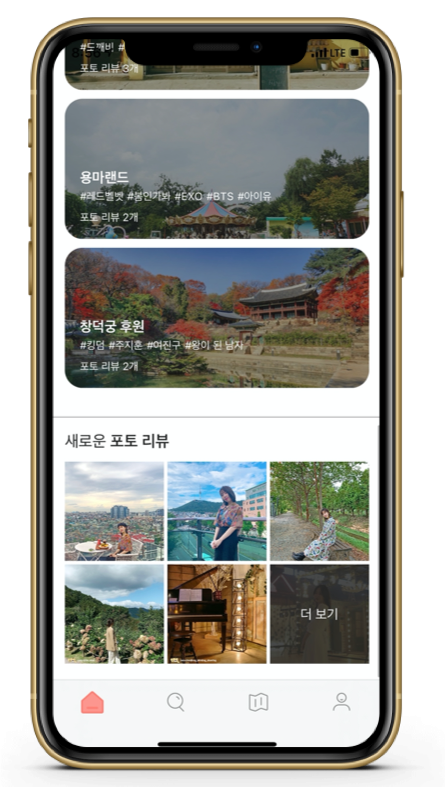 #도깨비 #
포토 리뷰 3개
LTE
용마랜드
#레드벨벳 #봄인가봐 #EXO #BTS #아이유
포토 리뷰 2개
창덕궁 후원
#킹덤 #주지훈 #여진구 #왕이 된 남자
포토 리뷰 2개
새로운 포토 리뷰
더 보기